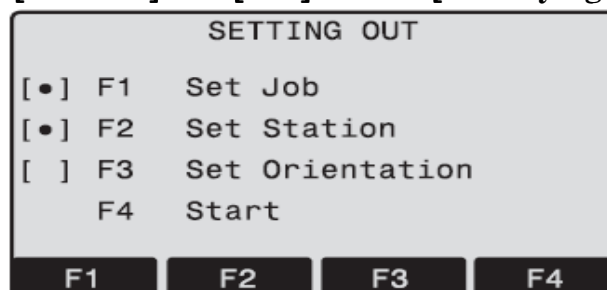 SETTING OUT
[•] F1 Set Job
[•] F2 Set Station
[ ] F3 Set Orientation
F4 Start
F1 F2 F3 F4